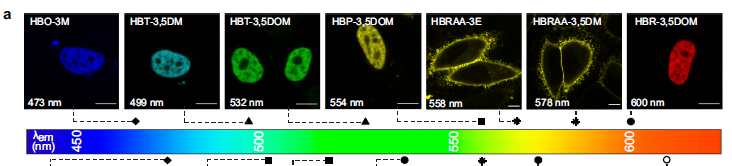 a
HBO-3M
HBT-3,5DM
HBT-3,5DOM
HBP-3,5DOM
HBRAA-3E
HBRAA-3,5DM
HBR-3,5DOM
473 nm
499 nm
532 nm
554 nm
558 nm
578 nm
600 nm
λem
(nm)
450
500
550
600